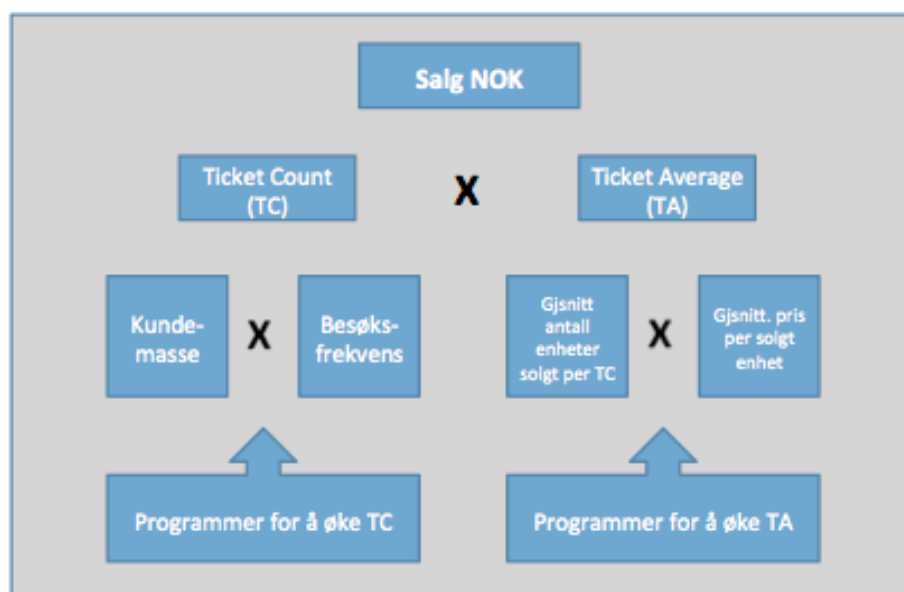 Salg NOK
Ticket Count
(TC)
X
Ticket Average
(TA)
Kunde-
masse
X
Besøks-
frekvens
Gjsnitt
antall
enheter
solgt per TC
X
Gjsnitt. pris
per solgt
enhet
Programmer for å øke TC
Programmer for å øke TA